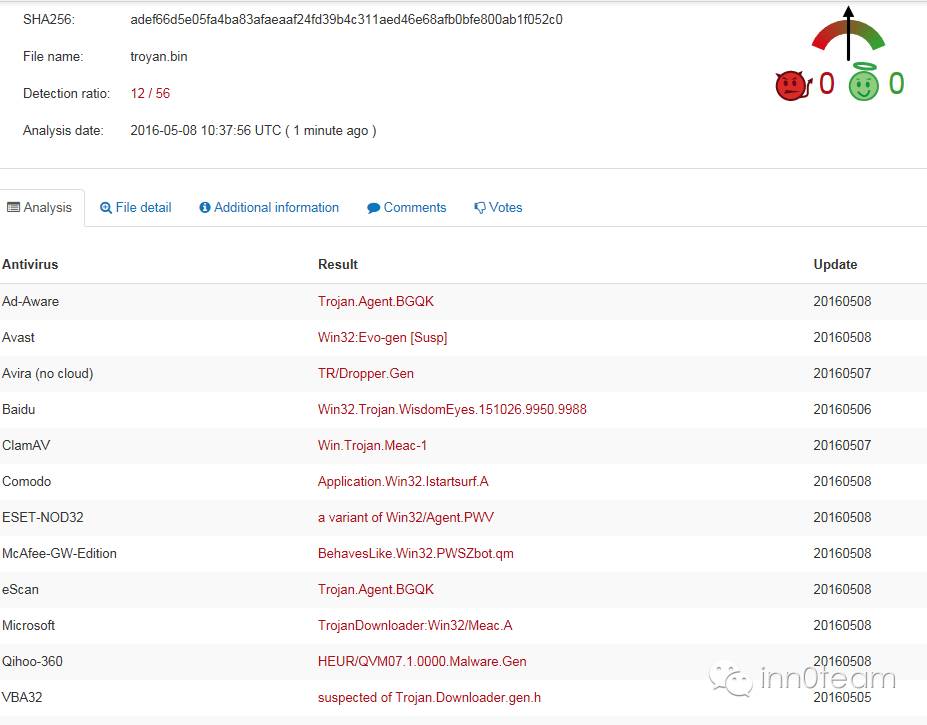 SHA256: adef66d5e05fa4ba83afaeaaf24fd39b4c311aed46e68afb0bfe800ab1f052c0
File name: troyan.bin
Detection ratio: 12 / 56
Analysis date: 2016-05-08 10:37:56 UTC ( 1 minute ago )
0 0
Analysis File detail Additional information Comments Votes
Antivirus Result Update
Ad-Aware Trojan.Agent.BGQK 20160508
Avast Win32:Evo-gen [Susp] 20160508
Avira (no cloud) TR/Dropper.Gen 20160507
Baidu Win32.Trojan.WisdomEyes.151026.9950.9988 20160506
ClamAV Win.Trojan.Meac-1 20160507
Comodo Application.Win32.Istartsurf.A 20160508
ESET-NOD32 a variant of Win32/Agent.PWV 20160508
McAfee-GW-Edition BehavesLike.Win32.PWSZbot.qm 20160508
eScan Trojan.Agent.BGQK 20160508
Microsoft TrojanDownloader:Win32/Meac.A 20160508
Qihoo-360 HEUR/QVM07.1.0000.Malware.Gen 20160508
inn0team
VBA32 suspected of Trojan.Downloader.gen.h 20160505